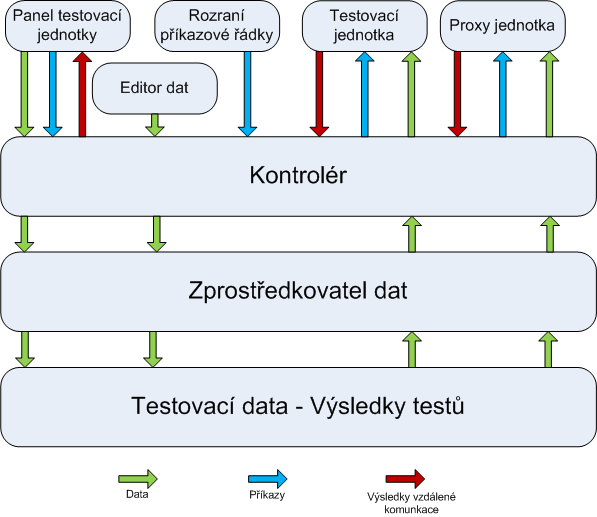 Panel testovací
jednotky
Rozraní
příkazové řádky
Testovací
jednotka
Proxy jednotka
Editor dat
Kontrolér
Zprostředkovatel dat
Testovací data - Výsledky testů
Data
Příkazy
Výsledky vzdálené
komunkace